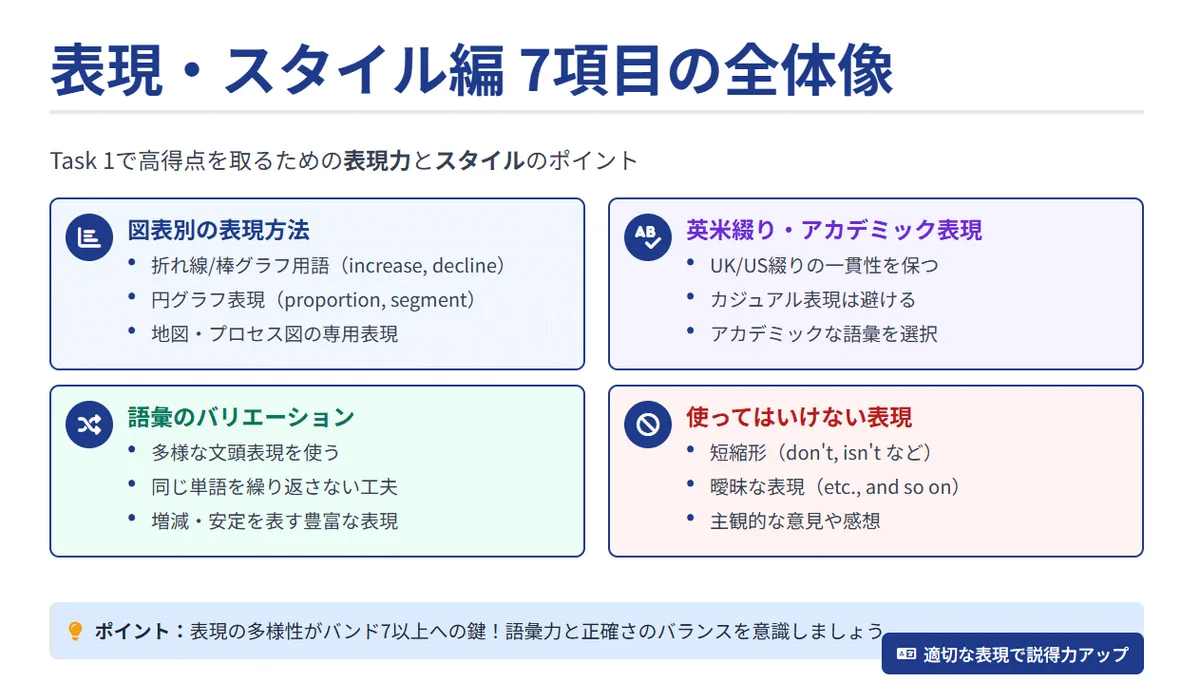 表現・スタイル編 7項目の全体像
Task 1で高得点を取るための表現力とスタイルのポイント
図表別の表現方法
• 折れ線/棒グラフ用語（increase, decline）
• 円グラフ表現（proportion, segment）
• 地図・プロセス図の専用表現
AB
英米綴り・アカデミック表現
• UK/US綴りの一貫性を保つ
• カジュアル表現は避ける
• アカデミックな語彙を選択
語彙のバリエーション
• 多様な文頭表現を使う
• 同じ単語を繰り返さない工夫
• 増減・安定を表す豊富な表現
使ってはいけない表現
• 短縮形（don't, isn't など）
• 曖昧な表現（etc., and so on）
• 主観的な意見や感想
ポイント：表現の多様性がバンド7以上への鍵！語彙力と正確さのバランスを意識しましょう
適切な表現で説得力アップ